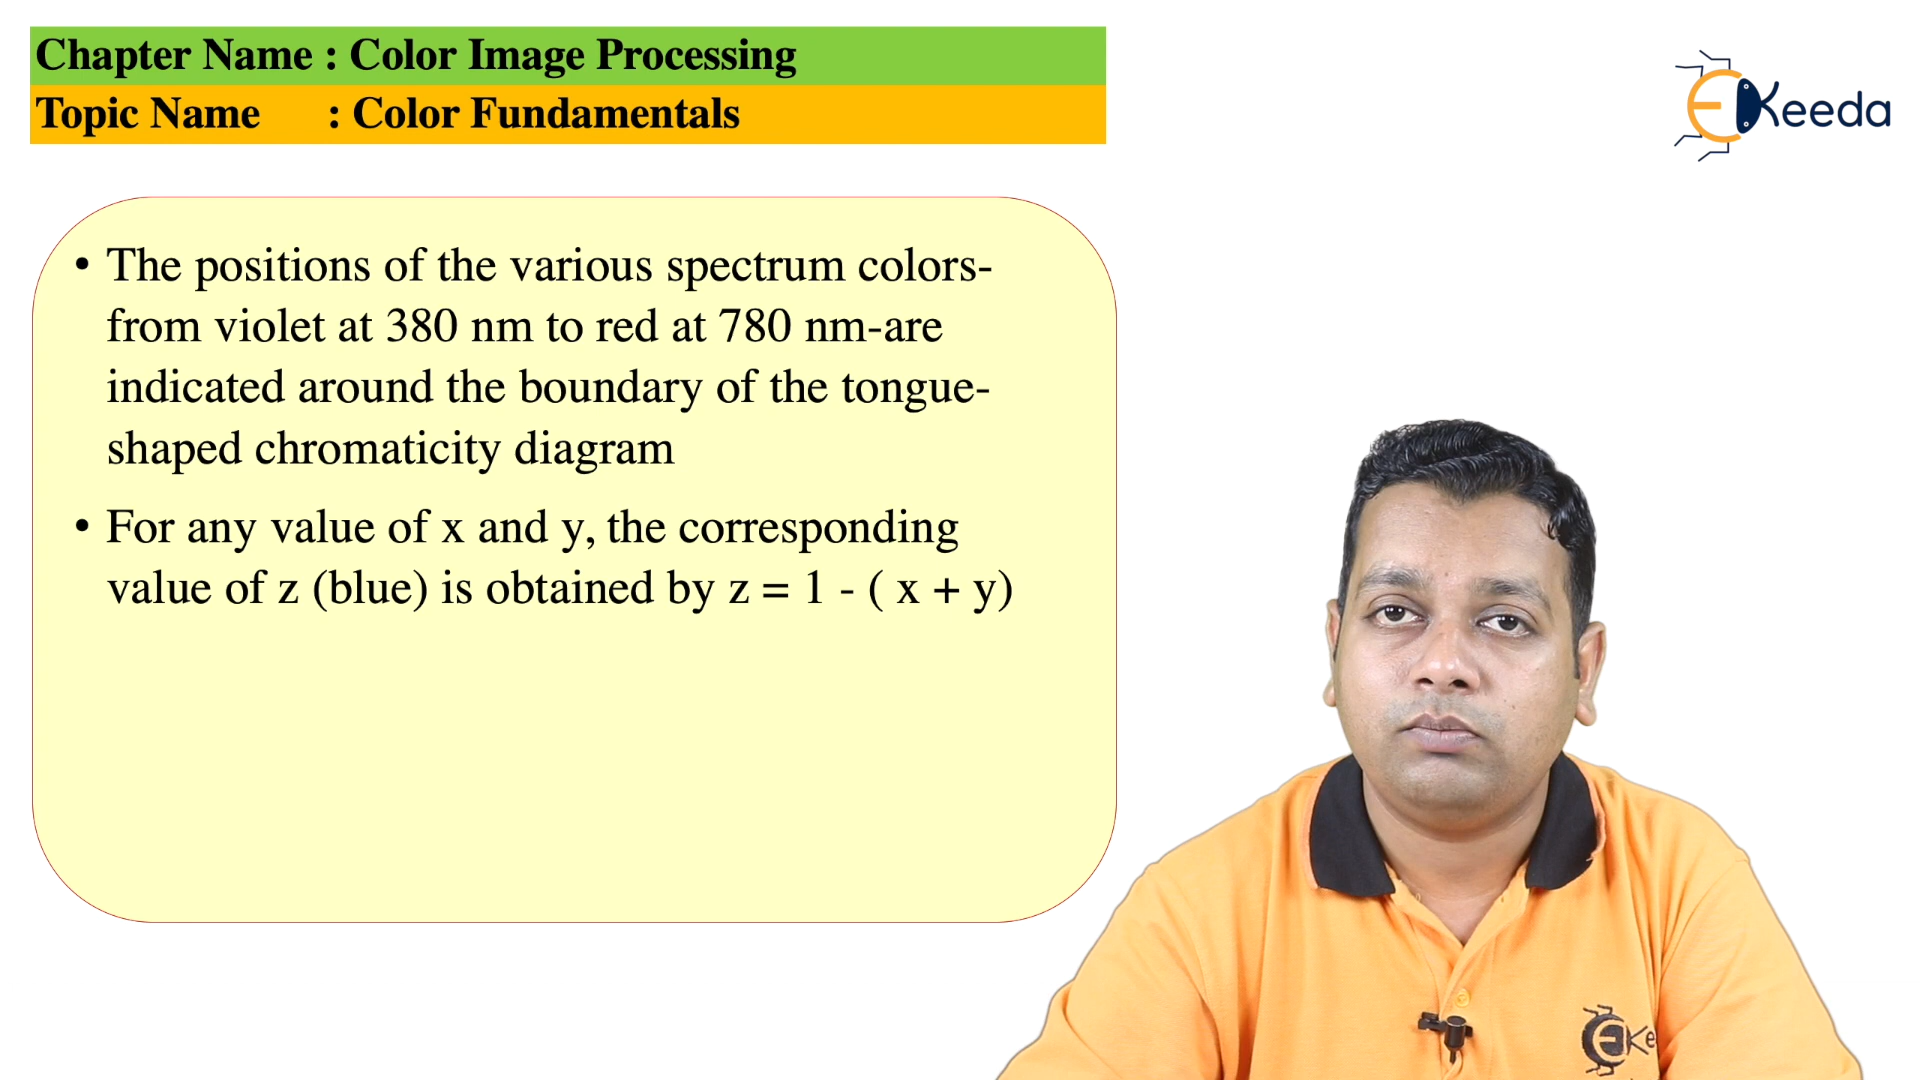 Chapter Name : Color Image Processing
Topic Name : Color Fundamentals
EKeeda
• The positions of the various spectrum colors-
from violet at 380 nm to red at 780 nm-are
indicated around the boundary of the tongue-
shaped chromaticity diagram
• For any value of x and y, the corresponding
value of z (blue) is obtained by z = 1 - ( x + y)
EKe